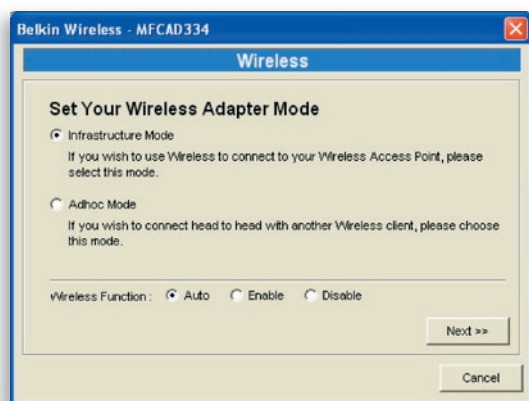 Belkin Wireless - MFCAD334
Wireless
Set Your Wireless Adapter Mode
Infrastructure Mode
If you wish to use Wireless to connect to your Wireless Access Point, please
select this mode.
Adhoc Mode
If you wish to connect head to head with another Wireless client, please choose
this mode.
Wireless Function : Auto Enable Disable
Next >>
Cancel